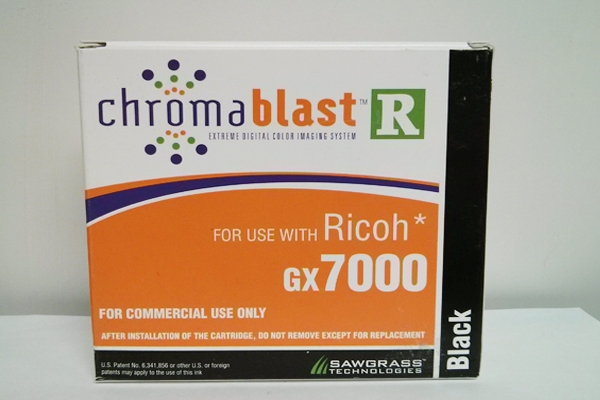 chromablast™ R
EXTREME DIGITAL COLOR IMAGING SYSTEM
FOR USE WITH Ricoh*
GX7000
FOR COMMERCIAL USE ONLY
AFTER INSTALLATION OF THE CARTRIDGE, DO NOT REMOVE EXCEPT FOR REPLACEMENT
U.S. Patent No. 6,341,856 or other U.S. or foreign
patents may apply to the use of this ink
SAWGRASS
TECHNOLOGIES
Black